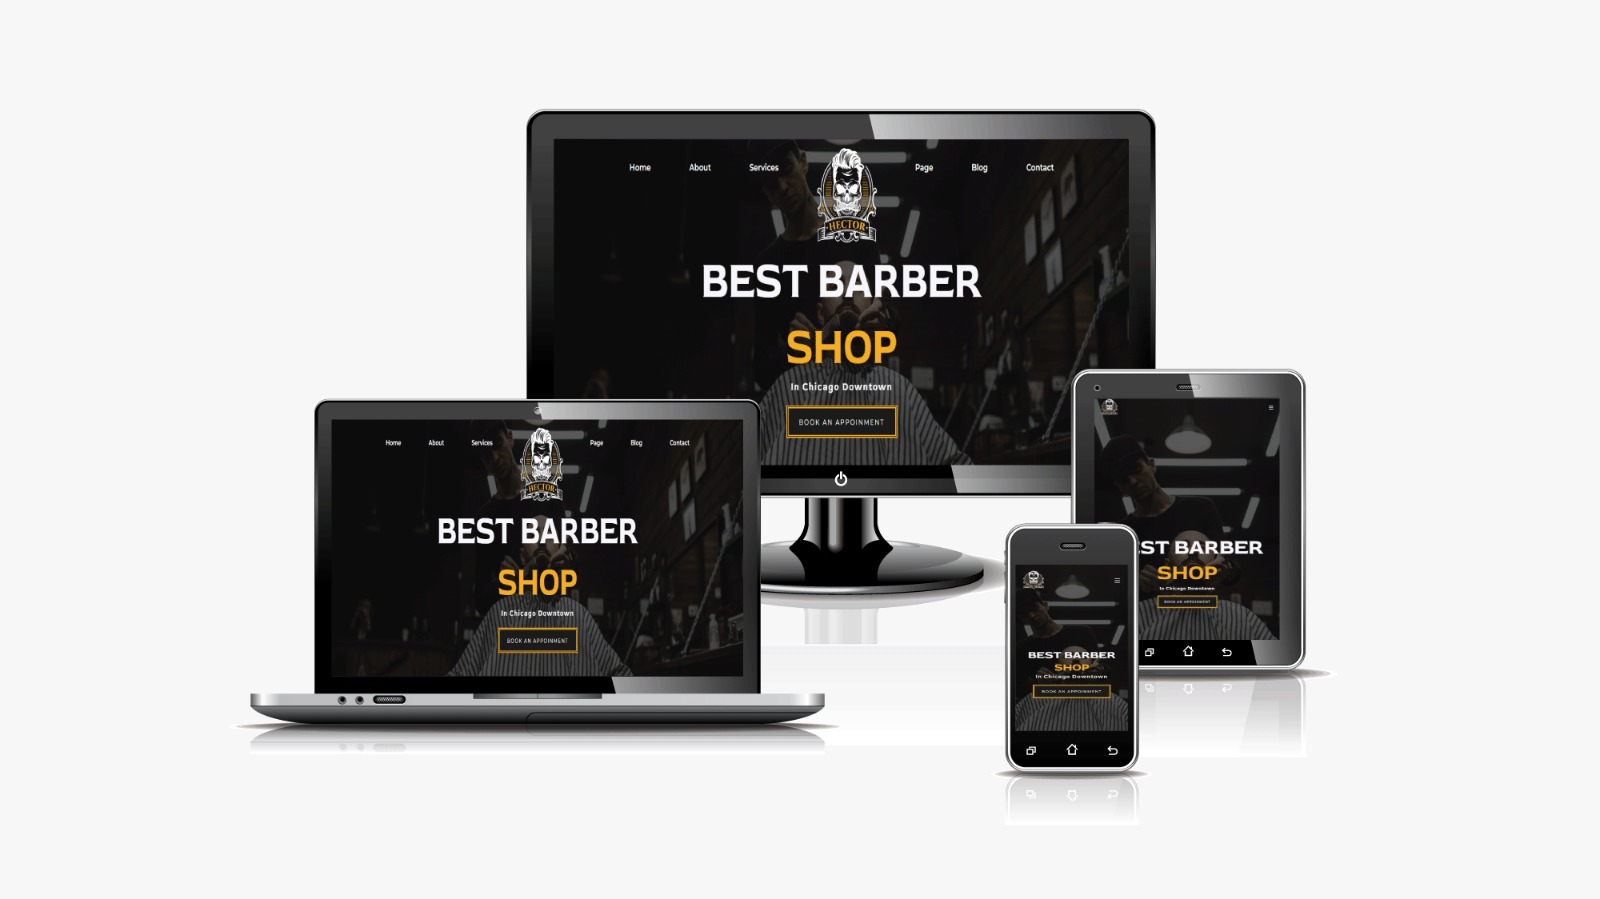 Home About Services Page Blog Contact
HECTOR
BEST BARBER
SHOP
In Chicago Downtown
BOOK AN APPOINMENT
Home About Services Page Blog Contact
HECTOR
BEST BARBER
SHOP
In Chicago Downtown
BOOK AN APPOINMENT
ST BARBER
SHOP
In Chicago Downtown
BOOK AN APPOINMENT
BEST BARBER
SHOP
In Chicago Downtown
BOOK AN APPOINMENT